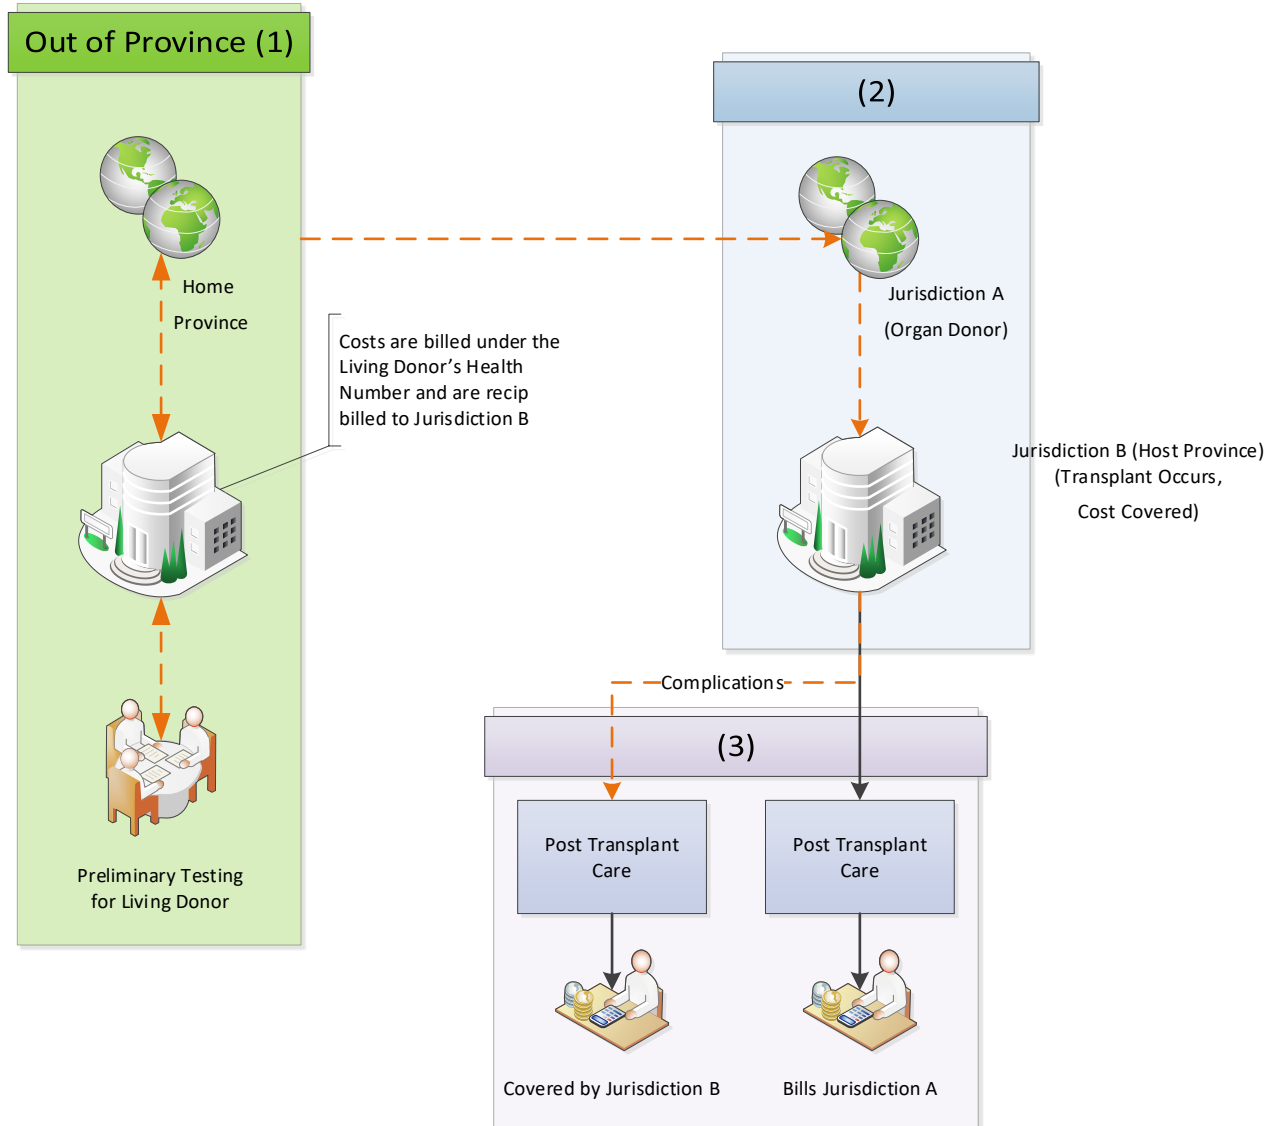 Out of Province (1)
(2)
Home
Province
Jurisdiction A
(Organ Donor)
Costs are billed under the
Living Donor’s Health
Number and are recip
billed to Jurisdiction B
Jurisdiction B (Host Province)
(Transplant Occurs,
Cost Covered)
Complications
(3)
Post Transplant
Care
Post Transplant
Care
Preliminary Testing
for Living Donor
Covered by Jurisdiction B
Bills Jurisdiction A